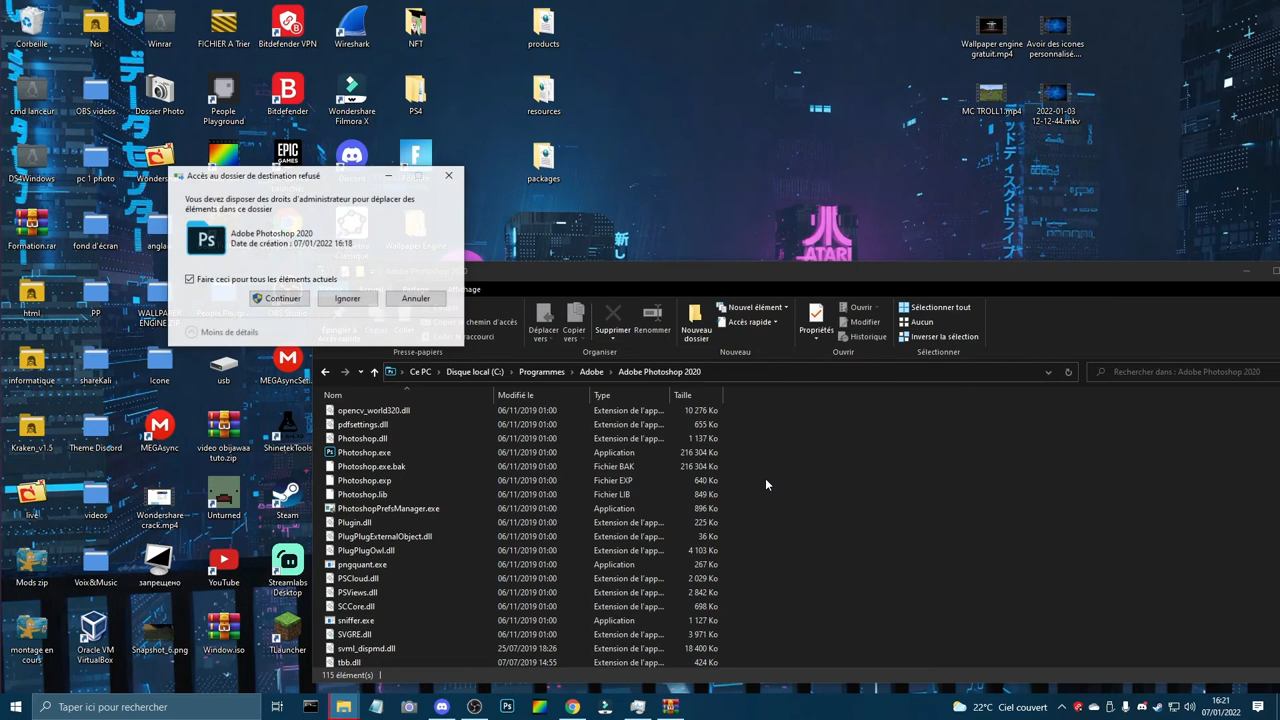 Corbeille
Nsi
Winrar
FICHIER A Trier
Bitdefender VPN
Wireshark
NFT
products
Wallpaper engine
gratuit.mp4
Avoir des icones
personnalisé....
cmd lanceur
OBS videos
Dossier Photo
People
Playground
Bitdefender
Wondershare
Filmora X
PS4
resources
MC TROLL1.mp4
2022-01-03
12-12-44.mkv
EPIC
GAMES
DS4Windows
pc 1 photo
packages
Accès au dossier de destination refusé
Vous devez disposer des droits d'administrateur pour déplacer des
éléments dans ce dossier
Ps
Adobe Photoshop 2020
Date de création : 07/01/2022 16:18
Faire ceci pour tous les éléments actuels
Continuer
Ignorer
Annuler
Moins de détails
Formation.rar
fond d'écran
ATARI
新し
html
PP
informatique
shareKali
Icone
usb
MEGAsyncSet...
Kraken_v1.5
Theme Discord
MEGAsync
video obijawaa
tuto.zip
ShinetekTools
live
videos
Wondershare
crack.mp4
Unturned
Steam
Mods zip
Voix&Music
запрещено
YouTube
Streamlabs
Desktop
montage en
cours
Oracle VM
VirtualBox
Snapshot_6.png
Window.iso
TLauncher
Affichage
Copier le chemin d'accès
Coller le raccourci
Presse-papiers
Déplacer
vers
Copier
vers
Supprimer
Renommer
Organiser
Nouveau
dossier
Nouvel élément
Accès rapide
Nouveau
Propriétés
Ouvrir
Modifier
Historique
Ouvrir
Sélectionner tout
Aucun
Inverser la sélection
Sélectionner
Ce PC > Disque local (C:) > Programmes > Adobe > Adobe Photoshop 2020
Rechercher dans : Adobe Photoshop 2020
Nom Modifié le Type Taille
opencv_world320.dll 06/11/2019 01:00 Extension de l'app... 10 276 Ko
pdfsettings.dll 06/11/2019 01:00 Extension de l'app... 655 Ko
Photoshop.dll 06/11/2019 01:00 Extension de l'app... 1 137 Ko
Photoshop.exe 06/11/2019 01:00 Application 216 304 Ko
Photoshop.exe.bak 06/11/2019 01:00 Fichier BAK 216 304 Ko
Photoshop.exp 06/11/2019 01:00 Fichier EXP 640 Ko
Photoshop.lib 06/11/2019 01:00 Fichier LIB 849 Ko
PhotoshopPrefsManager.exe 06/11/2019 01:00 Application 896 Ko
Plugin.dll 06/11/2019 01:00 Extension de l'app... 225 Ko
PlugPlugExternalObject.dll 06/11/2019 01:00 Extension de l'app... 36 Ko
PlugPlugOwl.dll 06/11/2019 01:00 Extension de l'app... 4 103 Ko
pngquant.exe 06/11/2019 01:00 Application 267 Ko
PSCloud.dll 06/11/2019 01:00 Extension de l'app... 2 029 Ko
PSViews.dll 06/11/2019 01:00 Extension de l'app... 2 842 Ko
SCCore.dll 06/11/2019 01:00 Extension de l'app... 698 Ko
sniffer.exe 06/11/2019 01:00 Application 1 127 Ko
SVGRE.dll 06/11/2019 01:00 Extension de l'app... 3 971 Ko
svml_dispmd.dll 25/07/2019 18:26 Extension de l'app... 18 400 Ko
tbb.dll 07/07/2019 14:55 Extension de l'app... 424 Ko
115 élément(s)
Taper ici pour rechercher
22°C Ciel couvert
16:21
07/01/2022